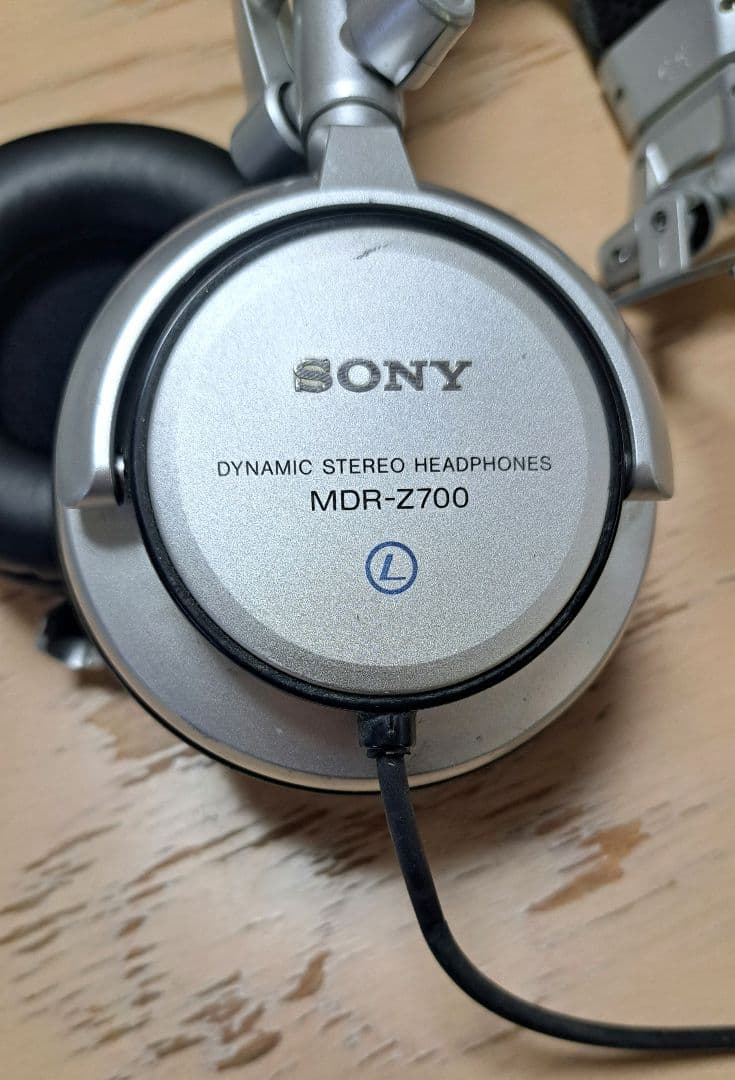 SONY
DYNAMIC STEREO HEADPHONES
MDR-Z700
L